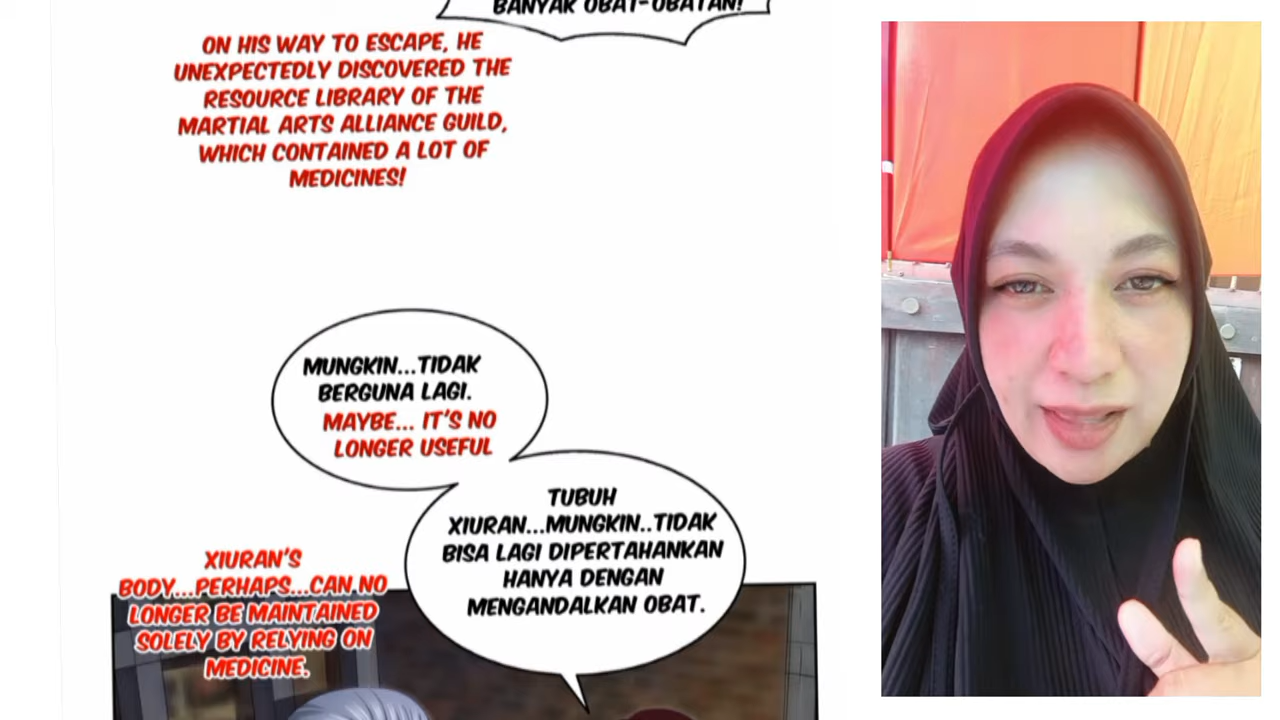 BANYAK OBAT-OBATAN!
ON HIS WAY TO ESCAPE, HE
UNEXPECTEDLY DISCOVERED THE
RESOURCE LIBRARY OF THE
MARTIAL ARTS ALLIANCE GUILD,
WHICH CONTAINED A LOT OF
MEDICINES!
MUNGKIN...TIDAK
BERGUNA LAGI.
MAYBE... IT'S NO
LONGER USEFUL
TUBUH
XIURAN...MUNGKIN..TIDAK
BISA LAGI DIPERTAHANKAN
HANYA DENGAN
MENGANDALKAN OBAT.
XIURAN'S
BODY...PERHAPS...CAN NO
LONGER BE MAINTAINED
SOLELY BY RELYING ON
MEDICINE.